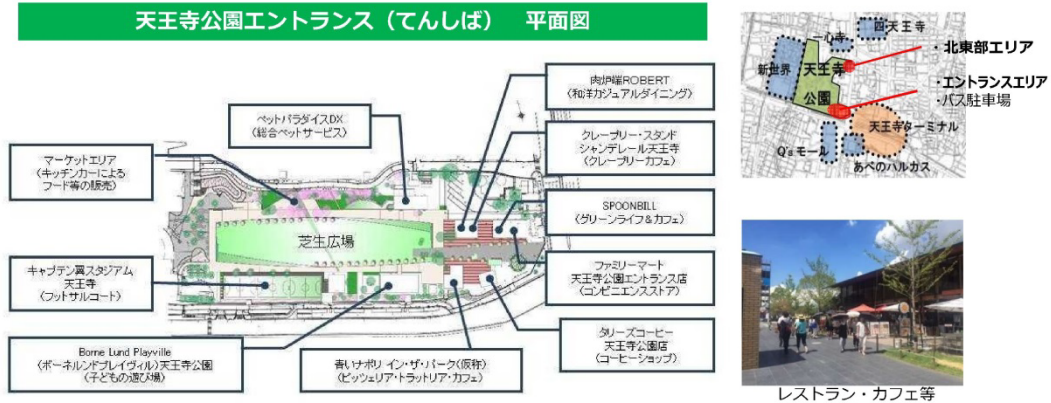 天王寺公園エントランス（てんしば）　平面図
肉炉端ROBERT
（和洋カジュアルダイニング）
ペットパラダイスDX
（総合ペットサービス）
クレープリー・スタンド
シャンデレール天王寺
（クレープリーカフェ）
マーケットエリア
（キッチンカーによる
フード等の販売）
SPOONBILL
（グリーンライフ＆カフェ）
芝生広場
キャプテン翼スタジアム
天王寺
（フットサルコート）
ファミリーマート
天王寺公園エントランス店
（コンビニエンスストア）
タリーズコーヒー
天王寺公園店
（コーヒーショップ）
Borne Lund Playville
（ボーネルンドプレイヴィル）天王寺公園
（子どもの遊び場）
青いナポリ イン・ザ・パーク（仮称）
（ピッツェリア・トラットリア・カフェ）
四天王寺
一心寺
・北東部エリア
新世界
天王寺
公園
・エントランスエリア
・バス駐車場
天王寺ターミナル
Q'sモール
あべのハルカス
レストラン・カフェ等